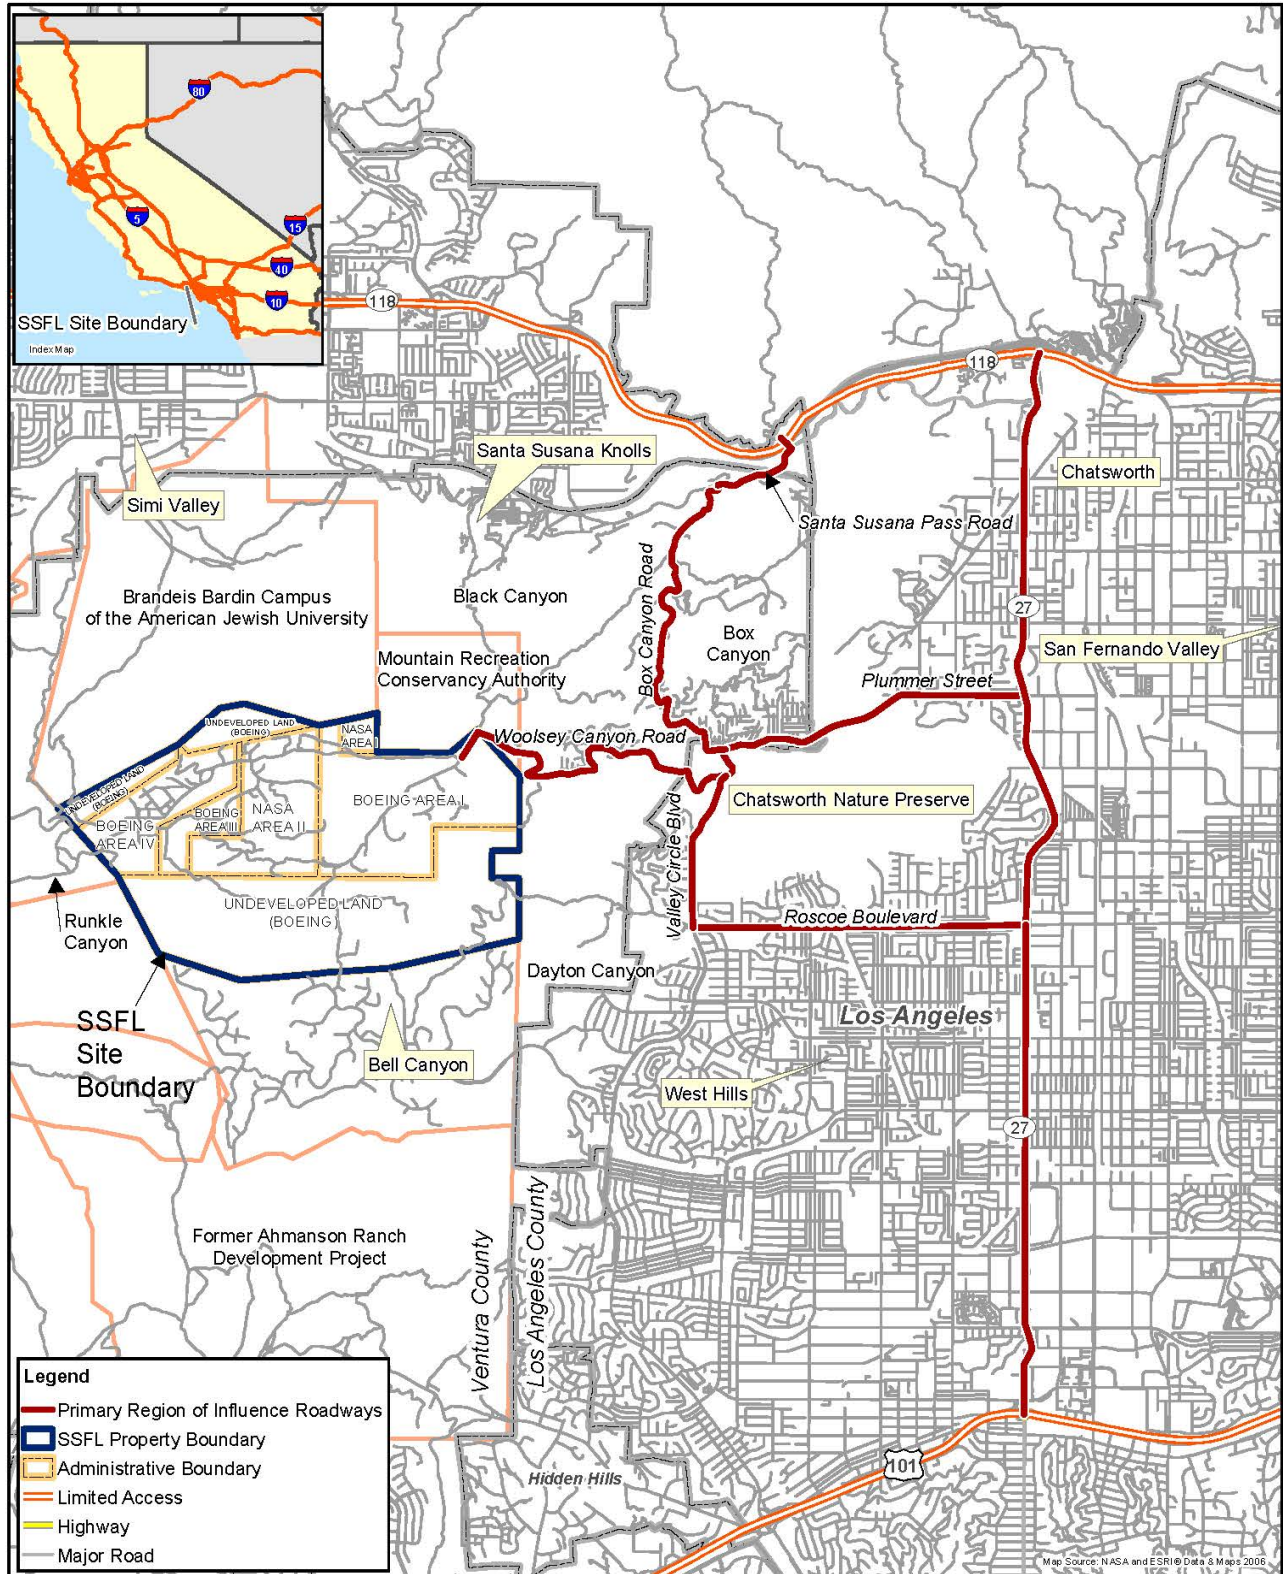 80
5
15
40
10
SSFL Site Boundary
Index Map
118
118
Santa Susana Knolls
Chatsworth
Simi Valley
Santa Susana Pass Road
Brandeis Bardin Campus
of the American Jewish University
Black Canyon
Box Canyon Road
Box
Canyon
27
San Fernando Valley
Mountain Recreation
Conservancy Authority
Plummer Street
UNDEVELOPED LAND
(BOEING)
NASA
AREA I
Woolsey Canyon Road
UNDEVELOPED LAND
(BOEING)
BOEING AREA I
Chatsworth Nature Preserve
BOEING
AREA III
NASA
AREA II
BOEING
AREA IV
Valley Circle Blvd
UNDEVELOPED LAND
(BOEING)
Runkle
Canyon
Roscoe Boulevard
Dayton Canyon
SSFL
Site
Boundary
Los Angeles
Bell Canyon
West Hills
27
Former Ahmanson Ranch
Development Project
Ventura County
Los Angeles County
Legend
Primary Region of Influence Roadways
SSFL Property Boundary
Administrative Boundary
Limited Access
Highway
Major Road
Hidden Hills
101
Map Source: NASA and ESRI® Data & Maps 2006